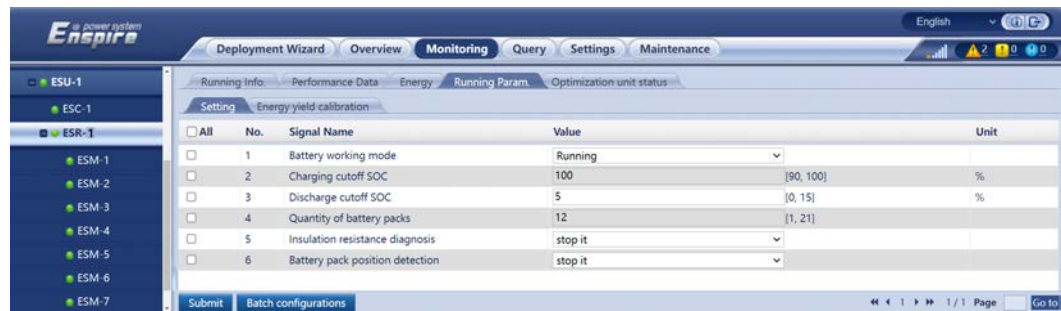 Enspire
@ power system
English
Deployment Wizard Overview Monitoring Query Settings Maintenance
2 0 0
ESU-1
ESC-1
ESR-1
ESM-1
ESM-2
ESM-3
ESM-4
ESM-5
ESM-6
ESM-7
Running Info. Performance Data Energy Running Param. Optimization unit status
Setting Energy yield calibration
All No. Signal Name Value Unit
1 Battery working mode Running
2 Charging cutoff SOC 100 [90, 100] %
3 Discharge cutoff SOC 5 [0, 15] %
4 Quantity of battery packs 12 [1, 21]
5 Insulation resistance diagnosis stop it
6 Battery pack position detection stop it
Submit Batch configurations 1 1/1 Page Go to